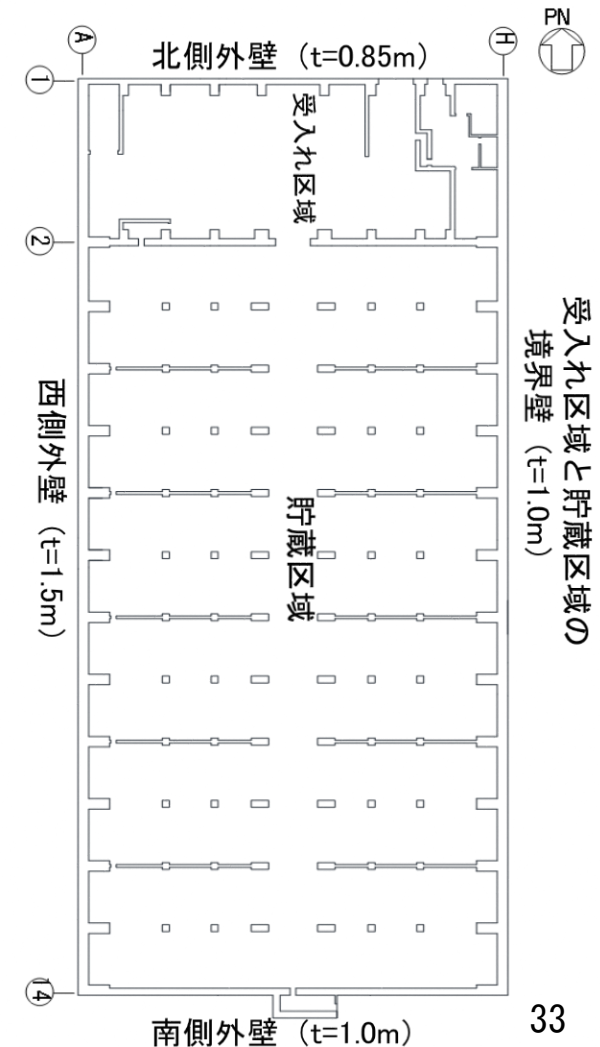 PN
A
H
北側外壁 (t=0.85m)
1
受入れ区域
2
受入れ区域と貯蔵区域の
境界壁 (t=1.0m)
西側外壁 (t=1.5m)
貯蔵区域
14
南側外壁 (t=1.0m)
33